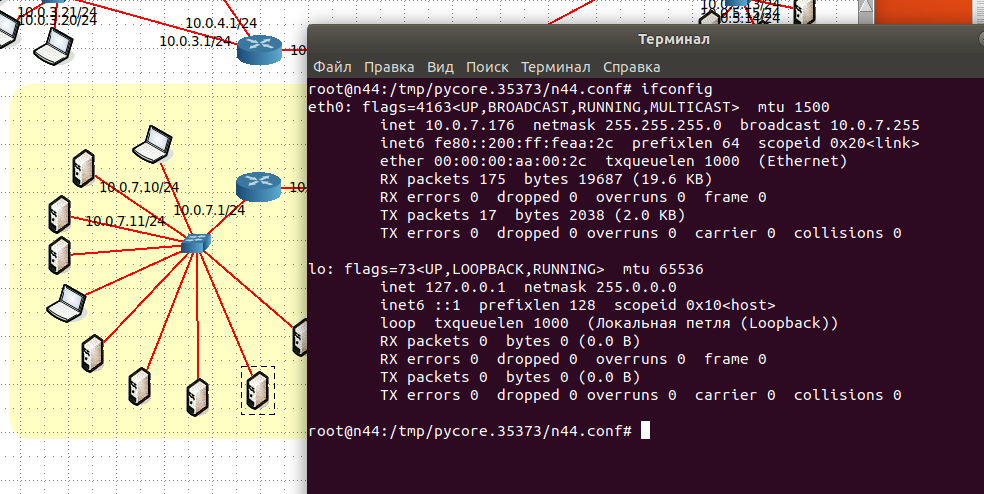 10.0.3.21/24
10.0.3.20/24
10.0.4.1/24
10.0.3.1/24
10.0.7.10/24
10.0.7.1/24
10.0.7.11/24
Терминал
Файл Правка Вид Поиск Терминал Справка
root@n44:/tmp/pycore.35373/n44.conf# ifconfig
eth0: flags=4163<UP,BROADCAST,RUNNING,MULTICAST>  mtu 1500
        inet 10.0.7.176  netmask 255.255.255.0  broadcast 10.0.7.255
        inet6 fe80::200:ff:feaa:2c  prefixlen 64  scopeid 0x20<link>
        ether 00:00:00:aa:00:2c  txqueuelen 1000  (Ethernet)
        RX packets 175  bytes 19687 (19.6 KB)
        RX errors 0  dropped 0  overruns 0  frame 0
        TX packets 17  bytes 2038 (2.0 KB)
        TX errors 0  dropped 0 overruns 0  carrier 0  collisions 0
lo: flags=73<UP,LOOPBACK,RUNNING>  mtu 65536
        inet 127.0.0.1  netmask 255.0.0.0
        inet6 ::1  prefixlen 128  scopeid 0x10<host>
        loop  txqueuelen 1000  (Локальная петля (Loopback))
        RX packets 0  bytes 0 (0.0 B)
        RX errors 0  dropped 0  overruns 0  frame 0
        TX packets 0  bytes 0 (0.0 B)
        TX errors 0  dropped 0 overruns 0  carrier 0  collisions 0
root@n44:/tmp/pycore.35373/n44.conf#